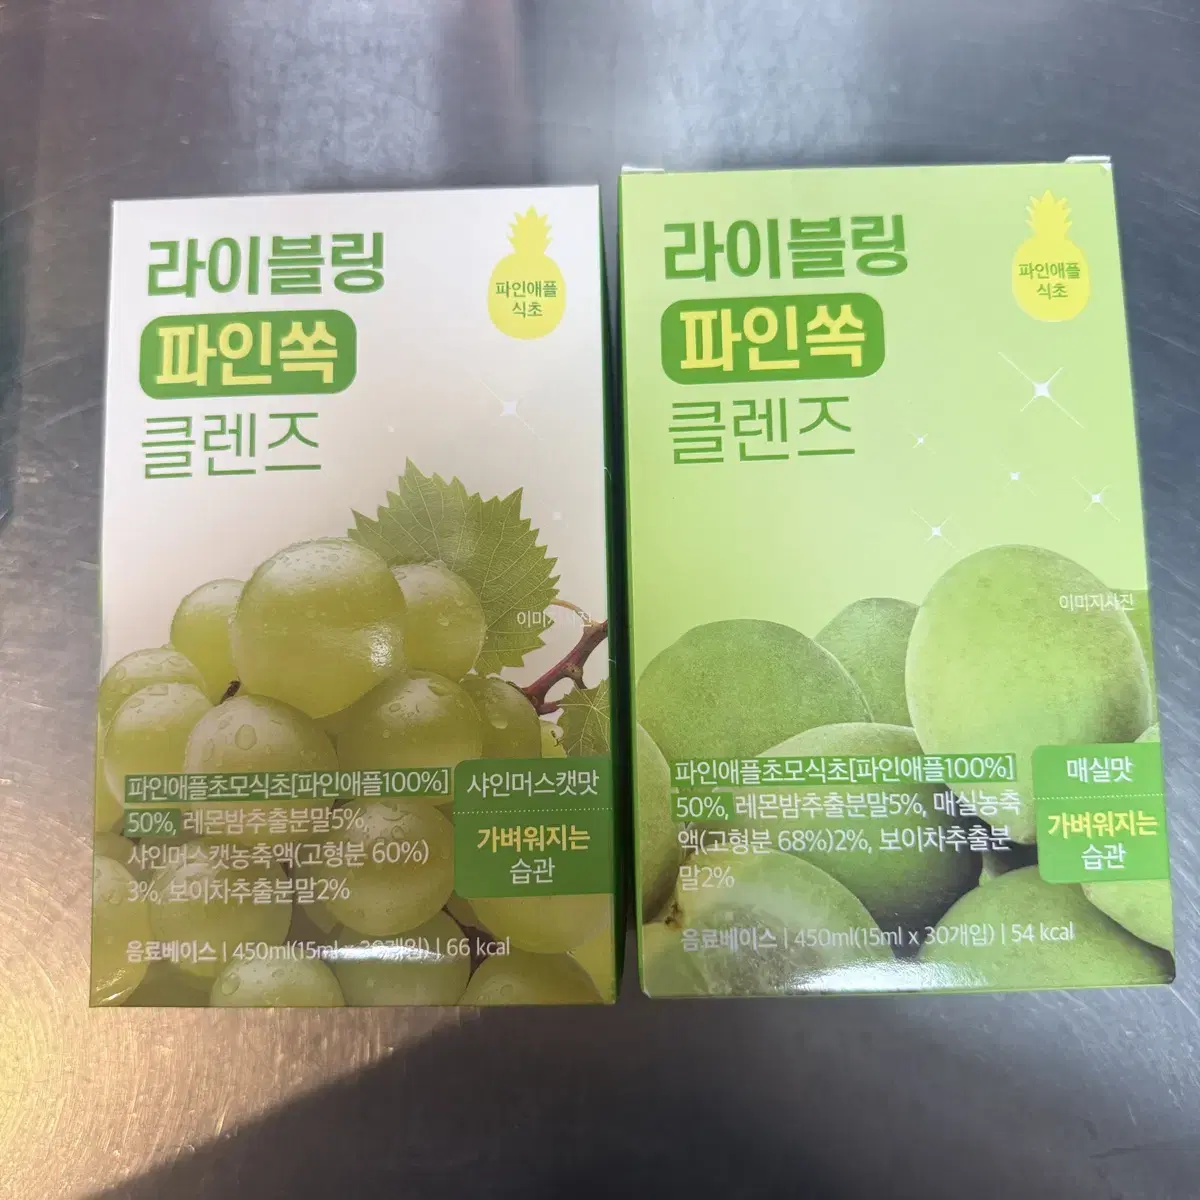 라이블링
파인쏙
클렌즈
파인애플
식초
이미지사진
파인애플초모식초[파인애플100%]
50%, 레몬밤추출분말5%,
샤인머스캣농축액(고형분 60%)
3%, 보이차추출분말2%
샤인머스캣맛
가벼워지는
습관
음료베이스 | 450ml(15ml x 30개입) | 66 kcal
라이블링
파인쏙
클렌즈
파인애플
식초
이미지사진
파인애플초모식초[파인애플100%]
50%, 레몬밤추출분말5%, 매실농축
액(고형분 68%)2%, 보이차추출분
말2%
매실맛
가벼워지는
습관
음료베이스 | 450ml(15ml x 30개입) | 54 kcal